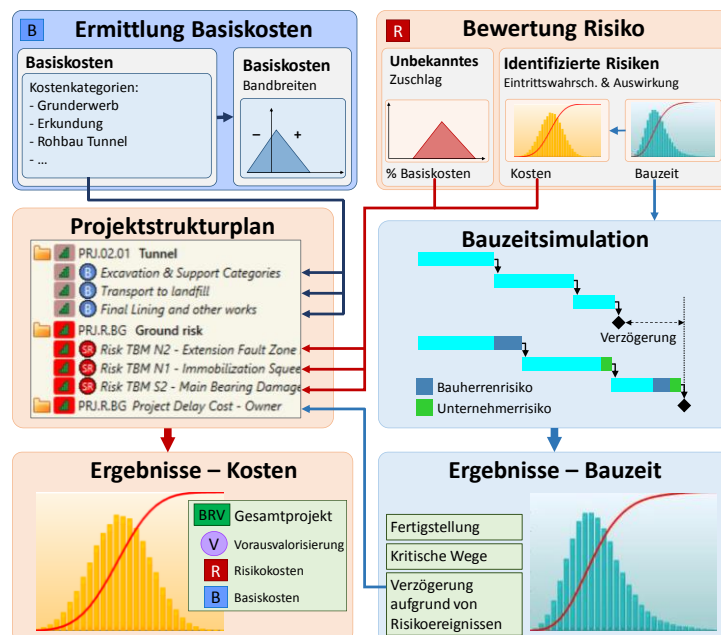 B Ermittlung Basiskosten
Basiskosten
Kostenkategorien:
- Grunderwerb
- Erkundung
- Rohbau Tunnel
- ...
Basiskosten
Bandbreiten
– +
R Bewertung Risiko
Unbekanntes
Zuschlag
% Basiskosten
Identifizierte Risiken
Eintrittswahrsch. & Auswirkung
Kosten
Bauzeit
Projektstrukturplan
PRJ.02.01 Tunnel
B Excavation & Support Categories
B Transport to landfill
B Final Lining and other works
PRJ.R.BG Ground risk
SR Risk TBM N2 - Extension Fault Zone
SR Risk TBM N1 - Immobilization Squee
SR Risk TBM S2 - Main Bearing Damage
PRJ.R.BG Project Delay Cost - Owner
Bauzeitsimulation
Verzögerung
Bauherrenrisiko
Unternehmerrisiko
Ergebnisse – Kosten
BRV Gesamtprojekt
V Vorausvalorisierung
R Risikokosten
B Basiskosten
Ergebnisse – Bauzeit
Fertigstellung
Kritische Wege
Verzögerung
aufgrund von
Risikoereignissen